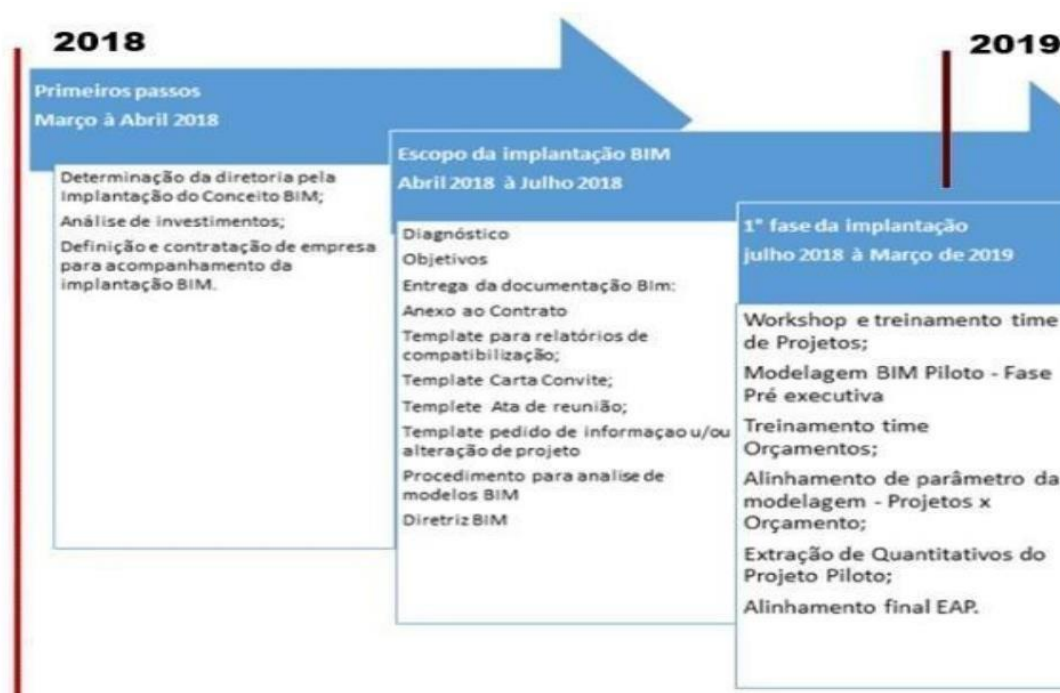 2018
2019
Primeiros passos
Março à Abril 2018
Determinação da diretoria pela
Implantação do Conceito BIM;
Análise de investimentos;
Definição e contratação de empresa
para acompanhamento da
implantação BIM.
Escopo da implantação BIM
Abril 2018 à Julho 2018
Diagnóstico
Objetivos
Entrega da documentação BIm:
Anexo ao Contrato
Template para relatórios de
compatibilização;
Template Carta Convite;
Templete Ata de reunião;
Template pedido de informaçao u/ou
alteração de projeto
Procedimento para analise de
modelos BIM
Diretriz BIM
1° fase da implantação
julho 2018 à Março de 2019
Workshop e treinamento time
de Projetos;
Modelagem BIM Piloto - Fase
Pré executiva
Treinamento time
Orçamentos;
Alinhamento de parâmetro da
modelagem - Projetos x
Orçamento;
Extração de Quantitativos do
Projeto Piloto;
Alinhamento final EAP.